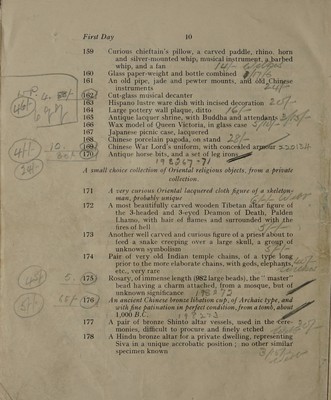 First Day 10
159 Curious chieftain's pillow, a carved paddle, rhino. horn
and silver-mounted whip, musical instrument, a barbed
whip, and a fan
160 Glass paper-weight and bottle combined
161 An old pipe, jade and pewter mounts, and old Chinese
instruments
162 Cut-glass musical decanter
163 Hispano lustre ware dish with incised decoration
164 Large pottery wall plaque, ditto
165 Antique lacquer shrine, with Buddha and attendants
166 Wax model of Queen Victoria, in glass case
167 Japanese picnic case, lacquered
168 Chinese porcelain pagoda, on stand
169 Chinese War Lord's uniform, with concealed armour
170 Antique horse bits, and a set of leg irons
A small choice collection of Oriental religious objects, from a private
collection.
171 A very curious Oriental lacquered cloth figure of a skeleton-
man, probably unique
172 A most beautifully carved wooden Tibetan altar figure of
the 3-headed and 3-eyed Dramon of Death, Palden
Lhamo, with hair of flames and surrounded with the
fires of hell
173 Another well carved and curious figure of a priest about to
feed a snake creeping over a large skull, a group of
unknown symbolism
174 Pair of very old Indian temple chains, of a type long
prior to the more elaborate chains, with gods, elephants,
etc., very rare
175 Rosary, of immense length (982 large beads), the "master"
bead having a charm attached, from a mosque, but of
unknown significance
176 An ancient Chinese bronze libation cup, of Archaic type, and
with fine patination in perfect condition, from a tomb, about
1,000 B.C.
177 A pair of bronze Shinto altar vessels, used in the cere-
monies, difficult to procure and finely etched
178 A Hindu bronze altar for a private dwelling, representing
Siva in a unique accrobatic position; no other similar
specimen known